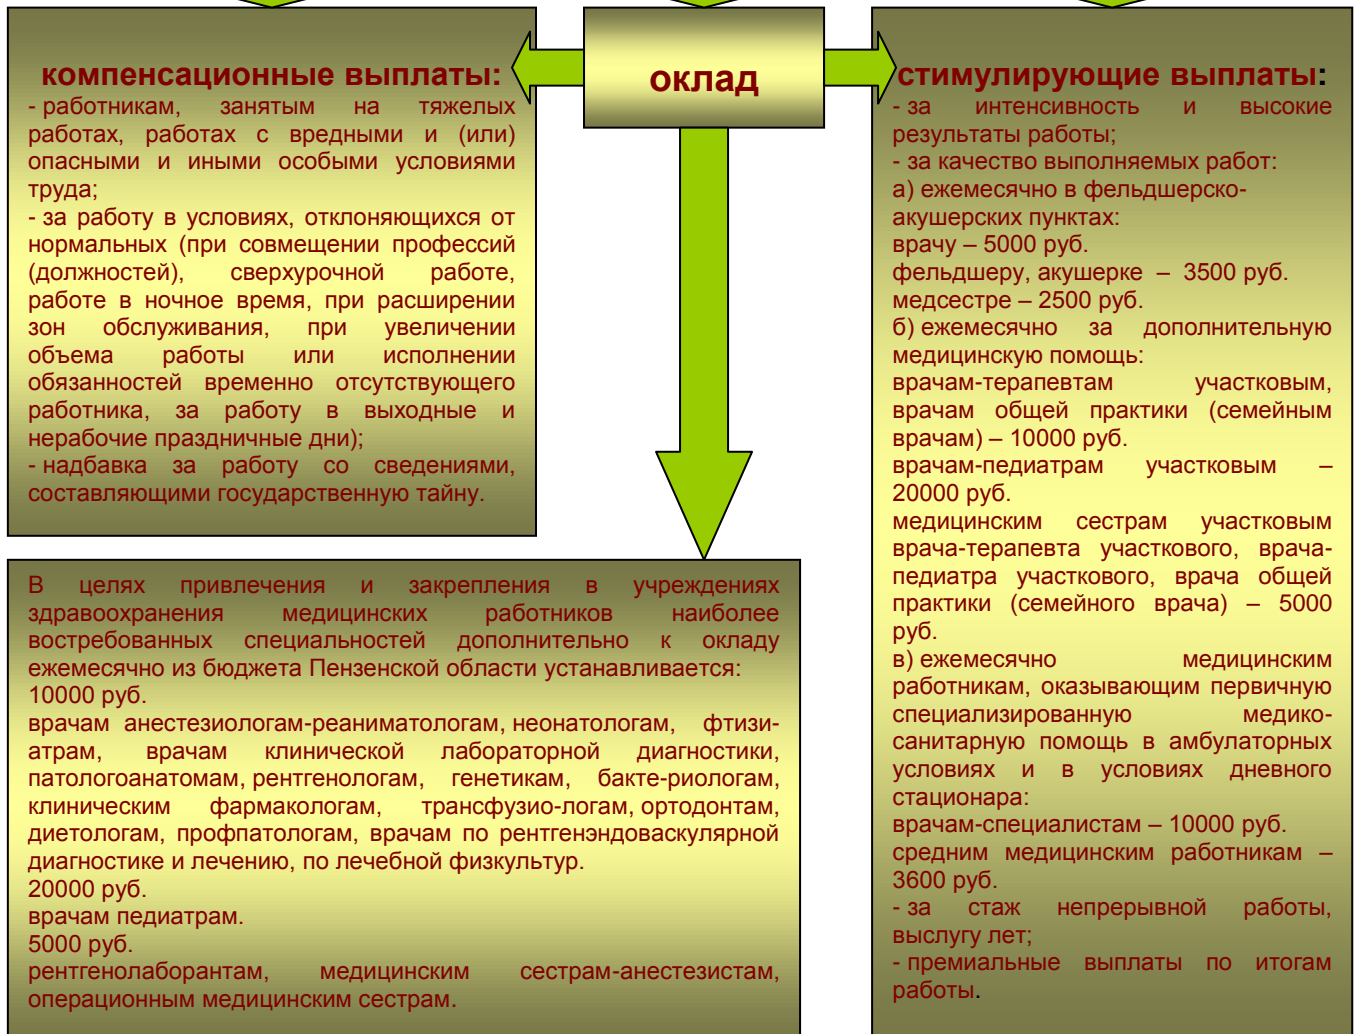 компенсационные выплаты:
- работникам, занятым на тяжелых
работах, работах с вредными и (или)
опасными и иными особыми условиями
труда;
- за работу в условиях, отклоняющихся от
нормальных (при совмещении профессий
(должностей), сверхурочной работе,
работе в ночное время, при расширении
зон обслуживания, при увеличении
объема работы или исполнении
обязанностей временно отсутствующего
работника, за работу в выходные и
нерабочие праздничные дни);
- надбавка за работу со сведениями,
составляющими государственную тайну.
оклад
стимулирующие выплаты:
- за интенсивность и высокие
результаты работы;
- за качество выполняемых работ:
а) ежемесячно в фельдшерско-
акушерских пунктах:
врачу – 5000 руб.
фельдшеру, акушерке – 3500 руб.
медсестре – 2500 руб.
б) ежемесячно за дополнительную
медицинскую помощь:
врачам-терапевтам участковым,
врачам общей практики (семейным
врачам) – 10000 руб.
врачам-педиатрам участковым –
20000 руб.
медицинским сестрам участковым
врача-терапевта участкового, врача-
педиатра участкового, врача общей
практики (семейного врача) – 5000
руб.
в) ежемесячно медицинским
работникам, оказывающим первичную
специализированную медико-
санитарную помощь в амбулаторных
условиях и в условиях дневного
стационара:
врачам-специалистам – 10000 руб.
средним медицинским работникам –
3600 руб.
- за стаж непрерывной работы,
выслугу лет;
- премиальные выплаты по итогам
работы.
В целях привлечения и закрепления в учреждениях
здравоохранения медицинских работников наиболее
востребованных специальностей дополнительно к окладу
ежемесячно из бюджета Пензенской области устанавливается:
10000 руб.
врачам анестезиологам-реаниматологам, неонатологам, фтизи-
атрам, врачам клинической лабораторной диагностики,
патологоанатомам, рентгенологам, генетикам, бакте-риологам,
клиническим фармакологам, трансфузио-логам, ортодонтам,
диетологам, профпатологам, врачам по рентгенэндоваскулярной
диагностике и лечению, по лечебной физкультур.
20000 руб.
врачам педиатрам.
5000 руб.
рентгенолаборантам, медицинским сестрам-анестезистам,
операционным медицинским сестрам.